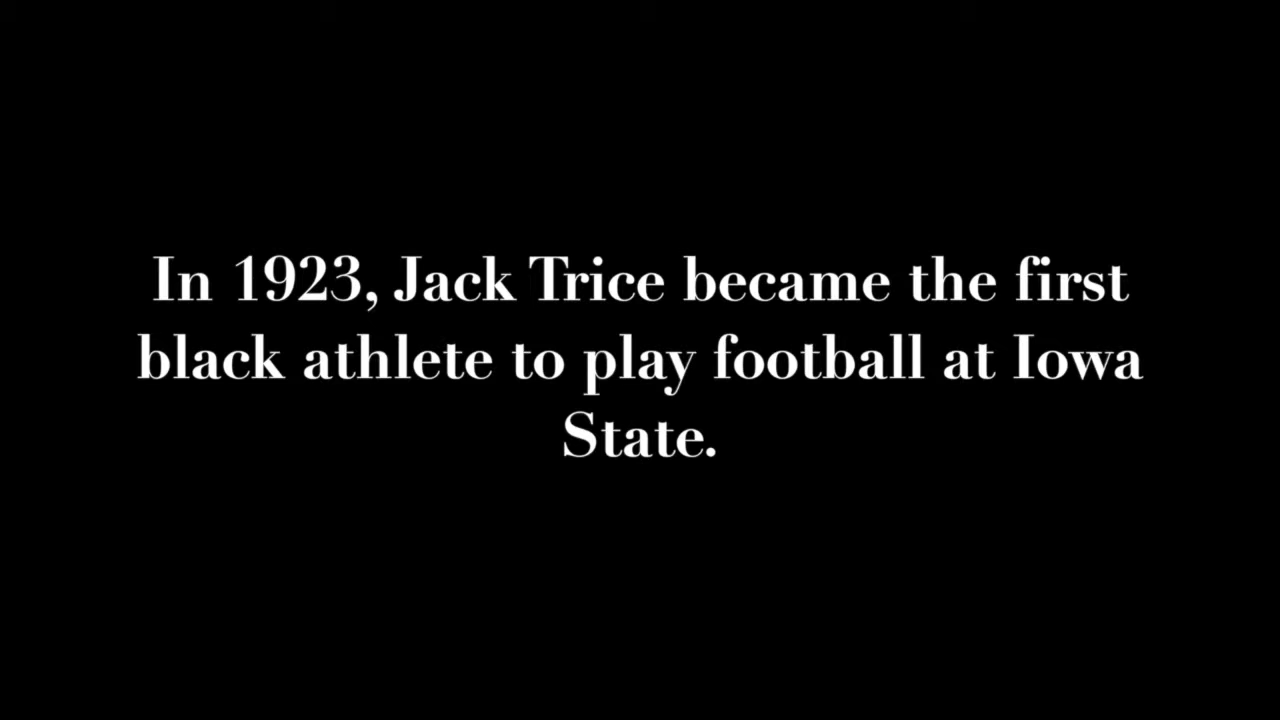 In 1923, Jack Trice became the first
black athlete to play football at Iowa
State.